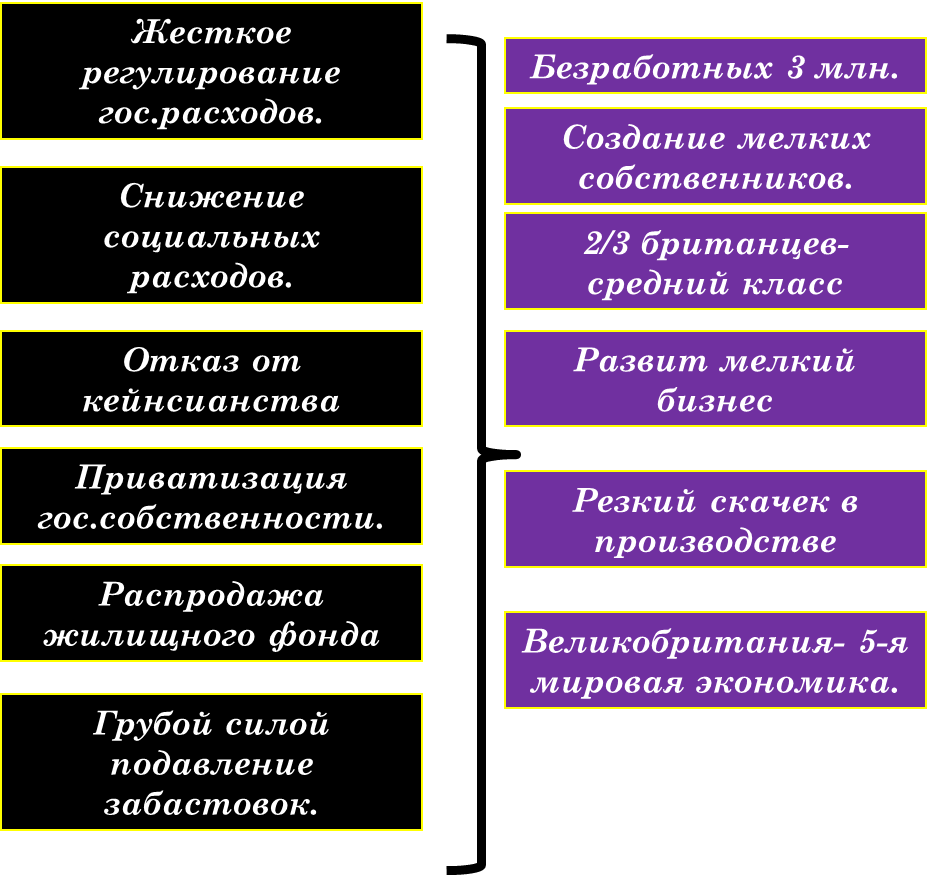 Жесткое
регулирование
гос.расходов.
Снижение
социальных
расходов.
Отказ от
кейнсианства
Приватизация
гос.собственности.
Распродажа
жилищного фонда
Грубой силой
подавление
забастовок.
Безработных 3 млн.
Создание мелких
собственников.
2/3 британцев-
средний класс
Развит мелкий
бизнес
Резкий скачек в
производстве
Великобритания- 5-я
мировая экономика.